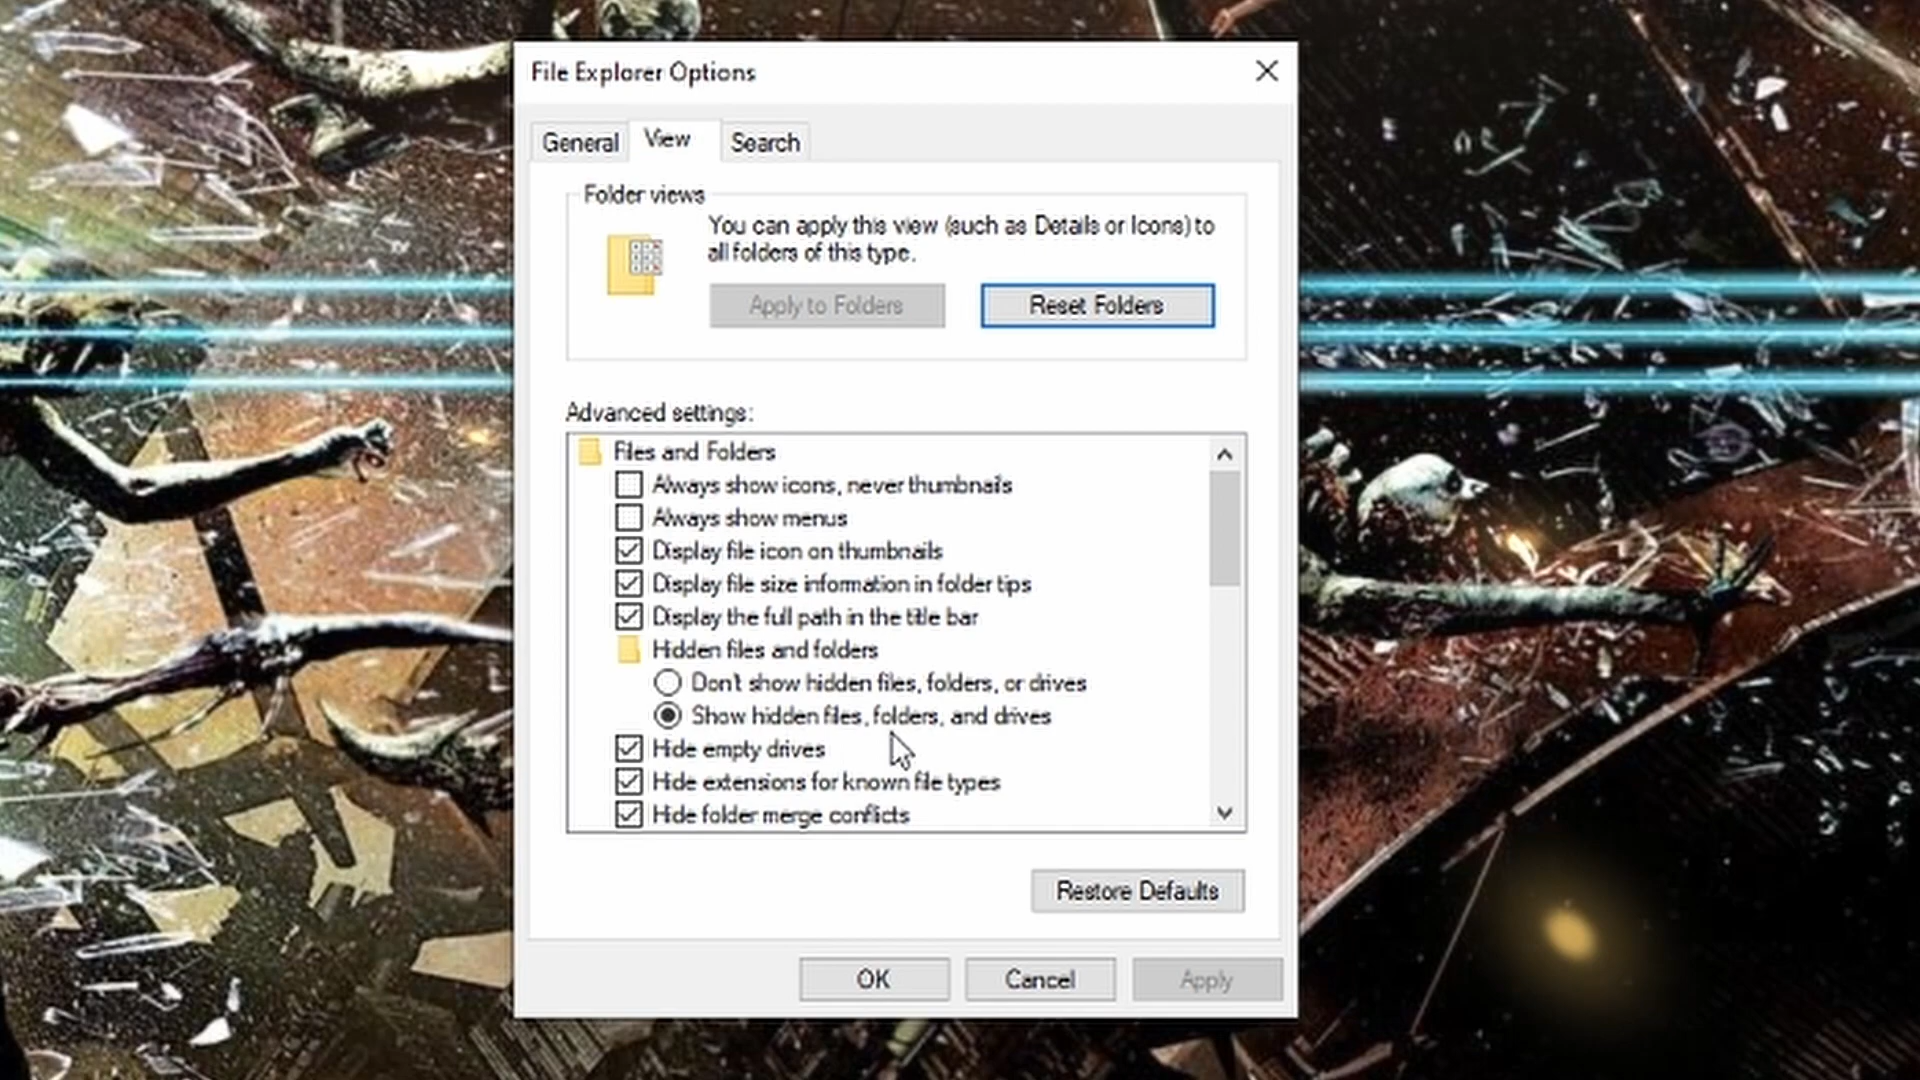 File Explorer Options
General
View
Search
Folder views
You can apply this view (such as Details or Icons) to
all folders of this type.
Apply to Folders
Reset Folders
Advanced settings:
Files and Folders
Always show icons, never thumbnails
Always show menus
Display file icon on thumbnails
Display file size information in folder tips
Display the full path in the title bar
Hidden files and folders
Don't show hidden files, folders, or drives
Show hidden files, folders, and drives
Hide empty drives
Hide extensions for known file types
Hide folder merge conflicts
Restore Defaults
OK
Cancel
Apply